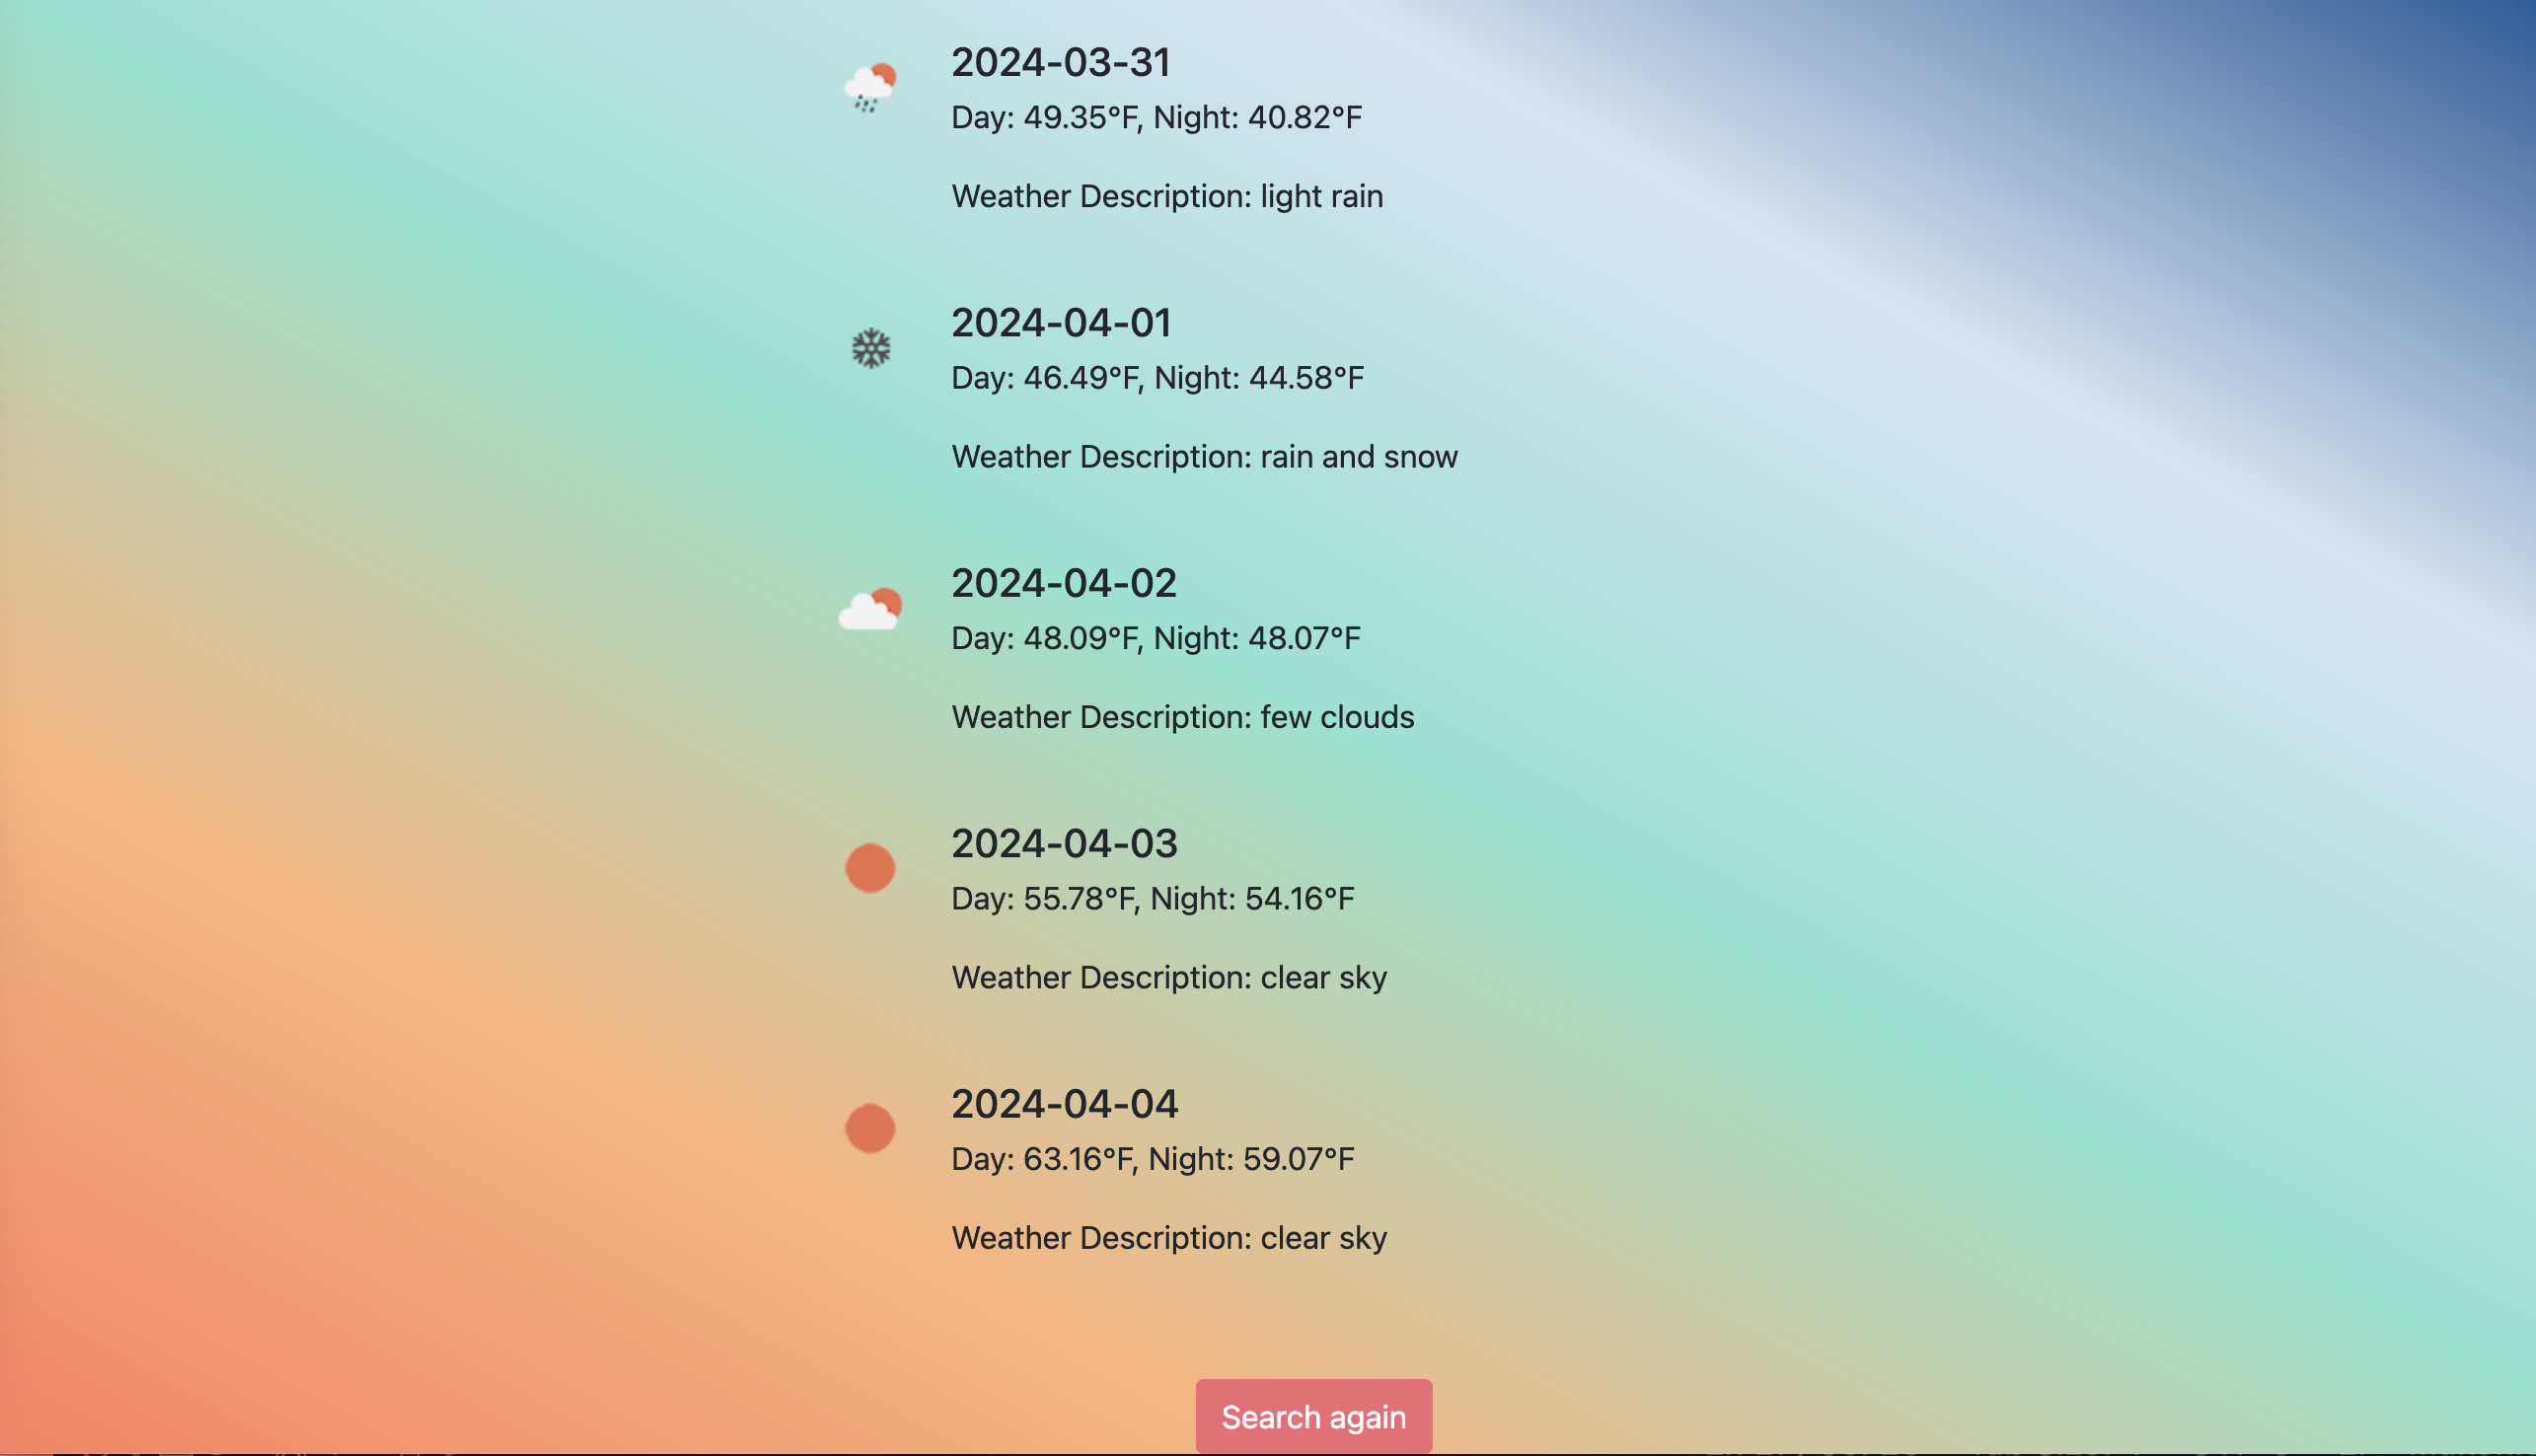 2024-03-31
Day: 49.35°F, Night: 40.82°F
Weather Description: light rain
2024-04-01
Day: 46.49°F, Night: 44.58°F
Weather Description: rain and snow
2024-04-02
Day: 48.09°F, Night: 48.07°F
Weather Description: few clouds
2024-04-03
Day: 55.78°F, Night: 54.16°F
Weather Description: clear sky
2024-04-04
Day: 63.16°F, Night: 59.07°F
Weather Description: clear sky
Search again